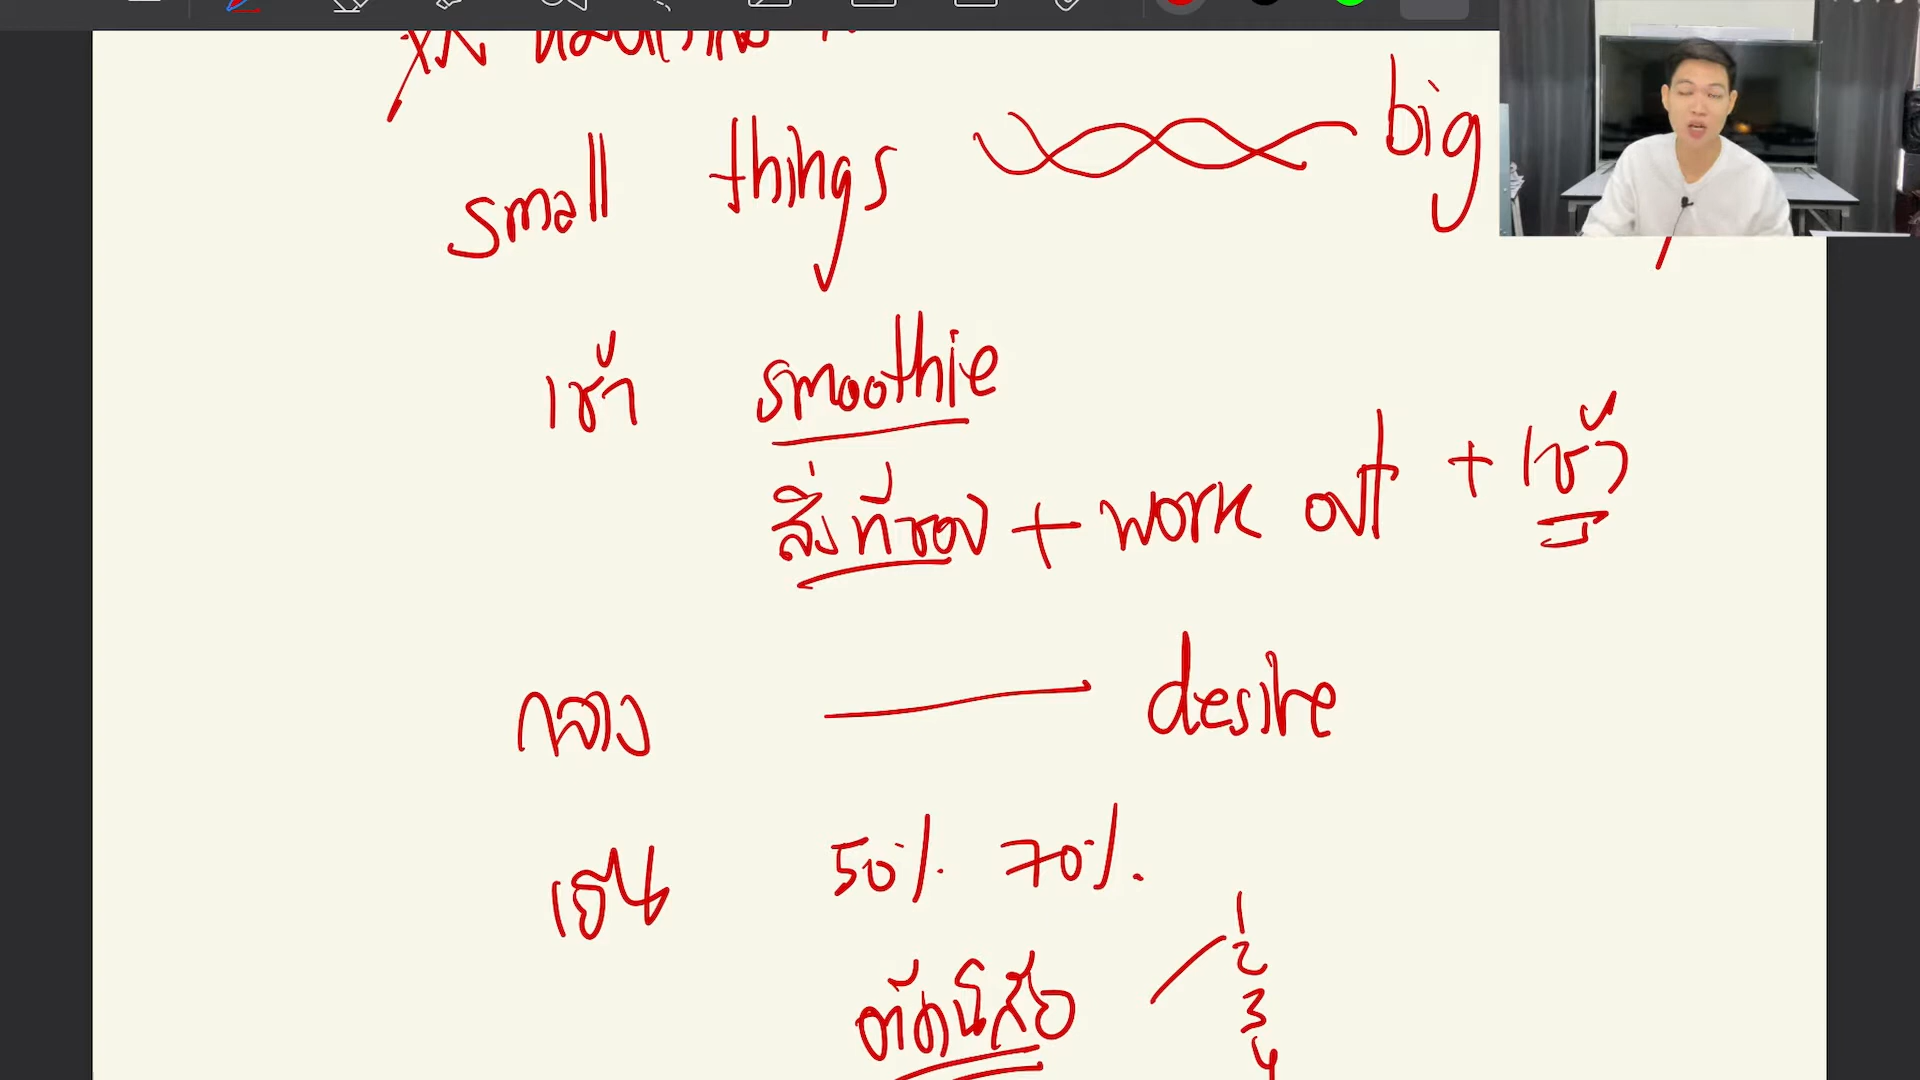 small things big
เช้า smoothie
สิ่งที่ชอบ + work out + เช้า
กลาง desire
เย็น 50% 70%.
1
2
ตัดนิสัย 3
4